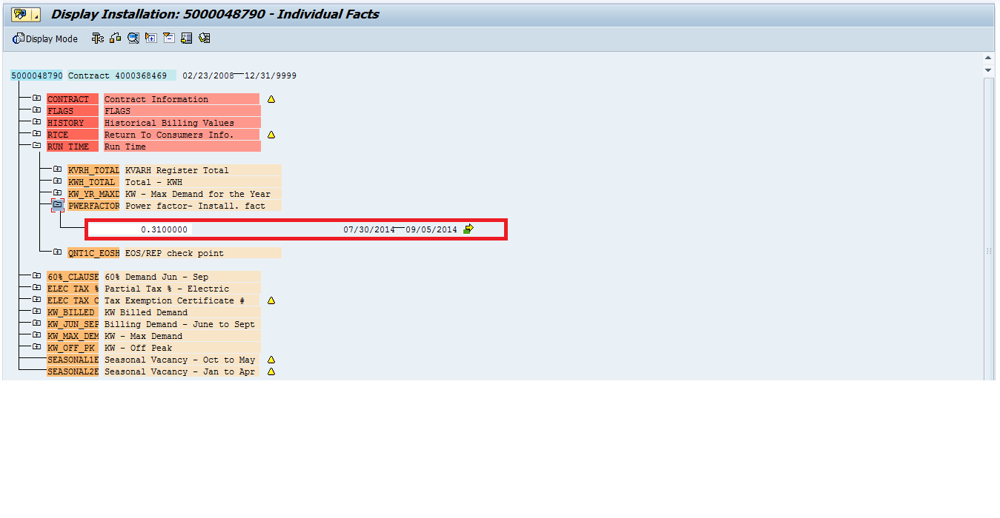 Display Installation: 5000048790 - Individual Facts
Display Mode
5000048790 Contract 4000368469 02/23/2008 — 12/31/9999
CONTRACT Contract Information
FLAGS FLAGS
HISTORY Historical Billing Values
RTCE Return To Consumers Info.
RUN TIME Run Time
KVRH_TOTAL KVARH Register Total
KWH_TOTAL Total - KWH
KW_YR_MAXD KW - Max Demand for the Year
PWERFACTOR Power factor- Install. fact
0.3100000 07/30/2014 — 09/05/2014
QNT1C_EOSH EOS/REP check point
60%_CLAUSE 60% Demand Jun - Sep
ELEC TAX % Partial Tax % - Electric
ELEC TAX C Tax Exemption Certificate #
KW_BILLED KW Billed Demand
KW_JUN_SEP Billing Demand - June to Sept
KW_MAX_DEM KW - Max Demand
KW_OFF_PK KW - Off Peak
SEASONAL1E Seasonal Vacancy - Oct to May
SEASONAL2E Seasonal Vacancy - Jan to Apr